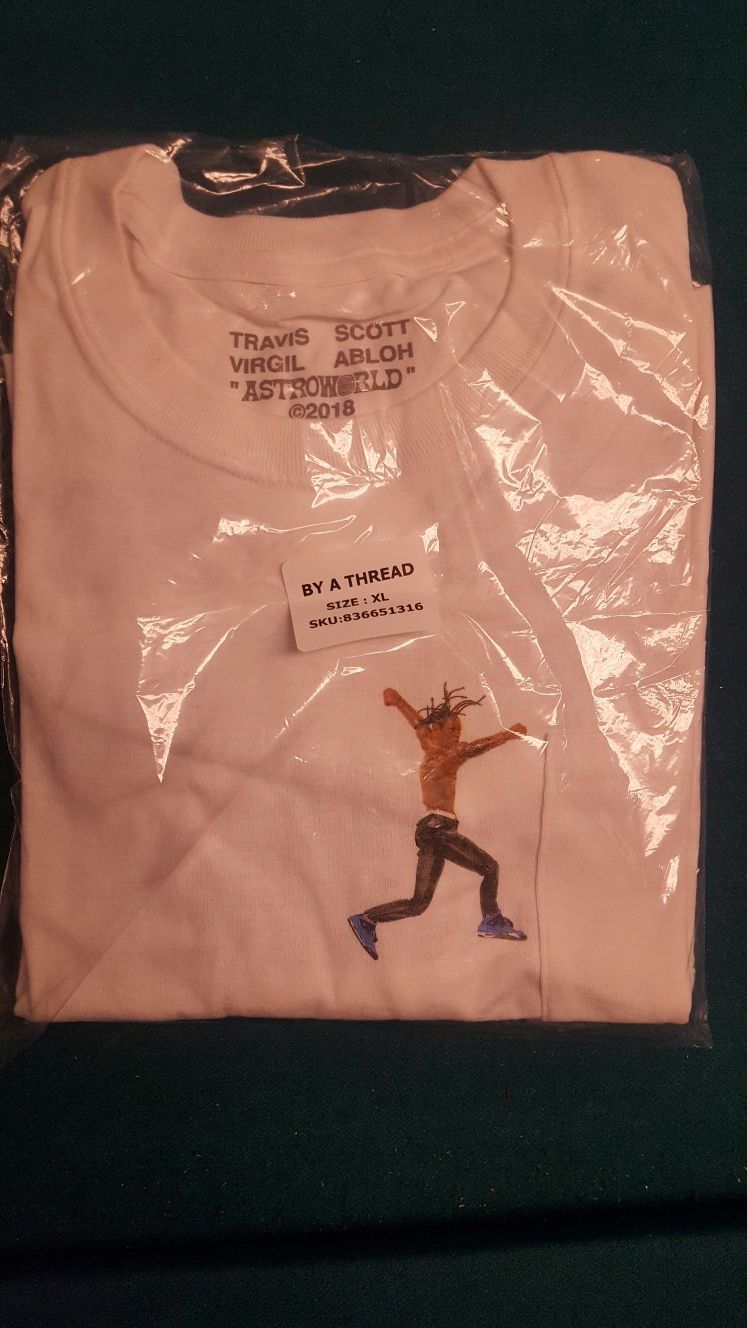 TRAVIS SCOTT
VIRGIL ABLOH
"ASTROWORLD"
©2018
BY A THREAD
SIZE : XL
SKU:836651316